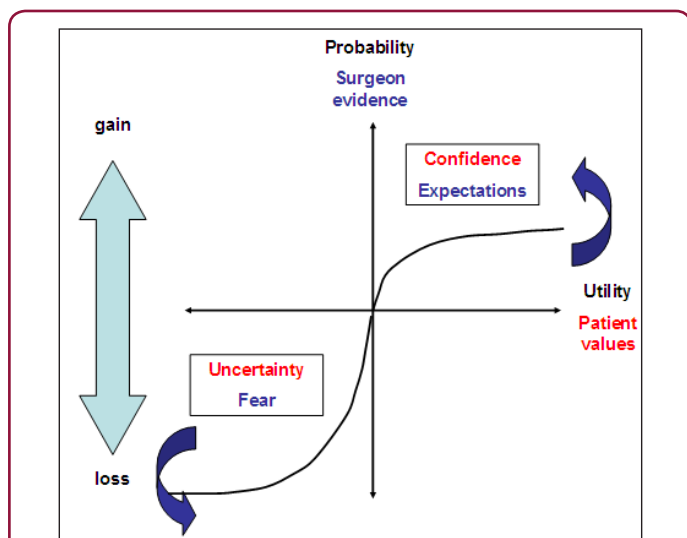 Probability
Surgeon
evidence
gain
Confidence
Expectations
Utility
Patient
values
Uncertainty
Fear
loss